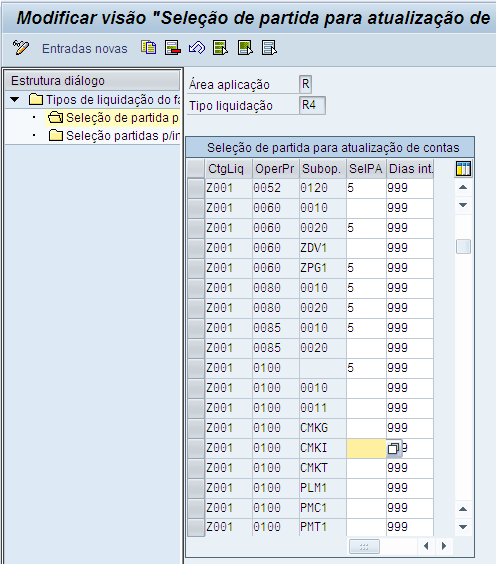 Modificar visão "Seleção de partida para atualização de
Entradas novas
Estrutura diálogo
Tipos de liquidação do fa
Seleção de partida p
Seleção partidas p/in
Área aplicação R
Tipo liquidação R4
Seleção de partida para atualização de contas
CtgLiq OperPr Subop. SelPA Dias int.
Z001 0052 0120 5 999
Z001 0060 0010 999
Z001 0060 0020 5 999
Z001 0060 ZDV1 999
Z001 0060 ZPG1 5 999
Z001 0080 0010 5 999
Z001 0080 0020 5 999
Z001 0085 0010 5 999
Z001 0085 0020 999
Z001 0100 5 999
Z001 0100 0010 999
Z001 0100 0011 999
Z001 0100 CMKG 999
Z001 0100 CMKI 9
Z001 0100 CMKT 999
Z001 0100 PLM1 999
Z001 0100 PMC1 999
Z001 0100 PMT1 999